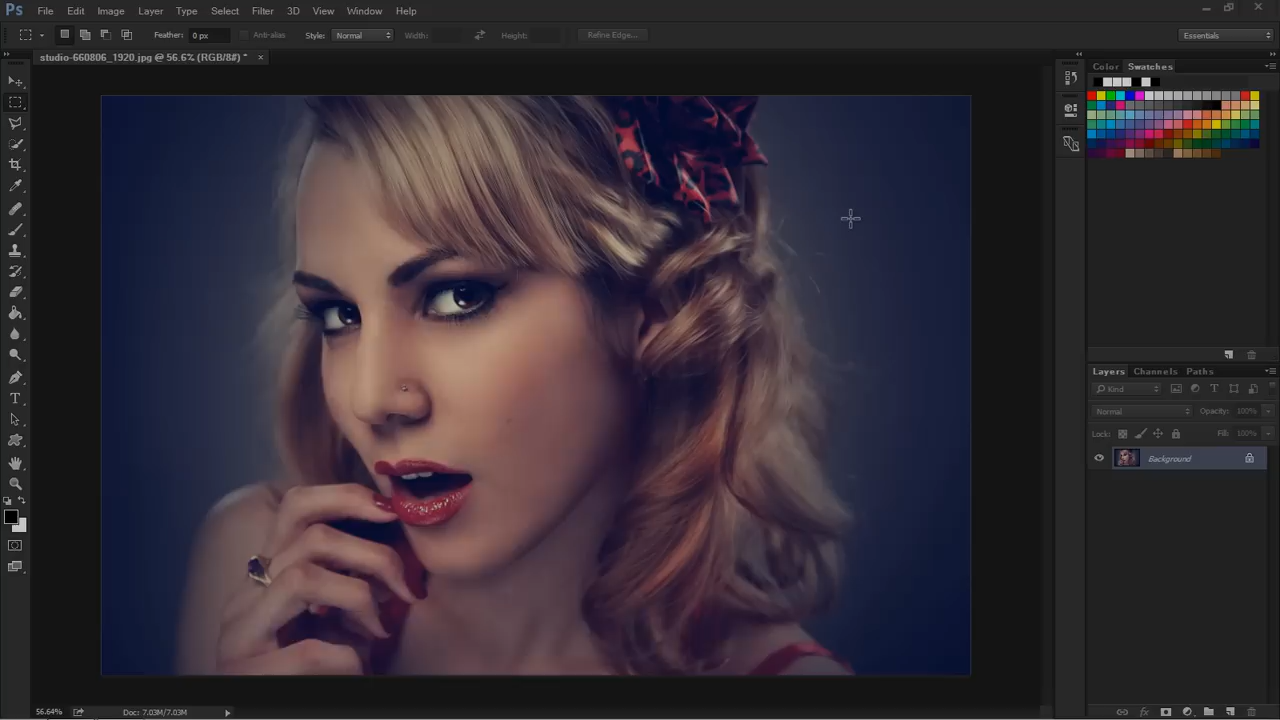 Ps File Edit Image Layer Type Select Filter 3D View Window Help
Feather: 0 px Anti-alias Style: Normal Width: Height: Refine Edge... Essentials
studio-660806_1920.jpg @ 56.6% (RGB/8#) * ×
Color Swatches
Layers Channels Paths
Kind
Normal Opacity: 100%
Lock: Fill: 100%
Background
T
56.64% Doc: 7.03M/7.03M
fx